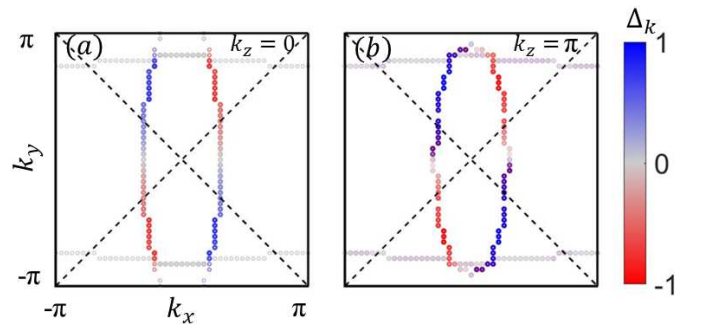 π (a) k_z = 0
(b) k_z = π
Δ_k
1
k_y
0
-π
-1
-π k_x π